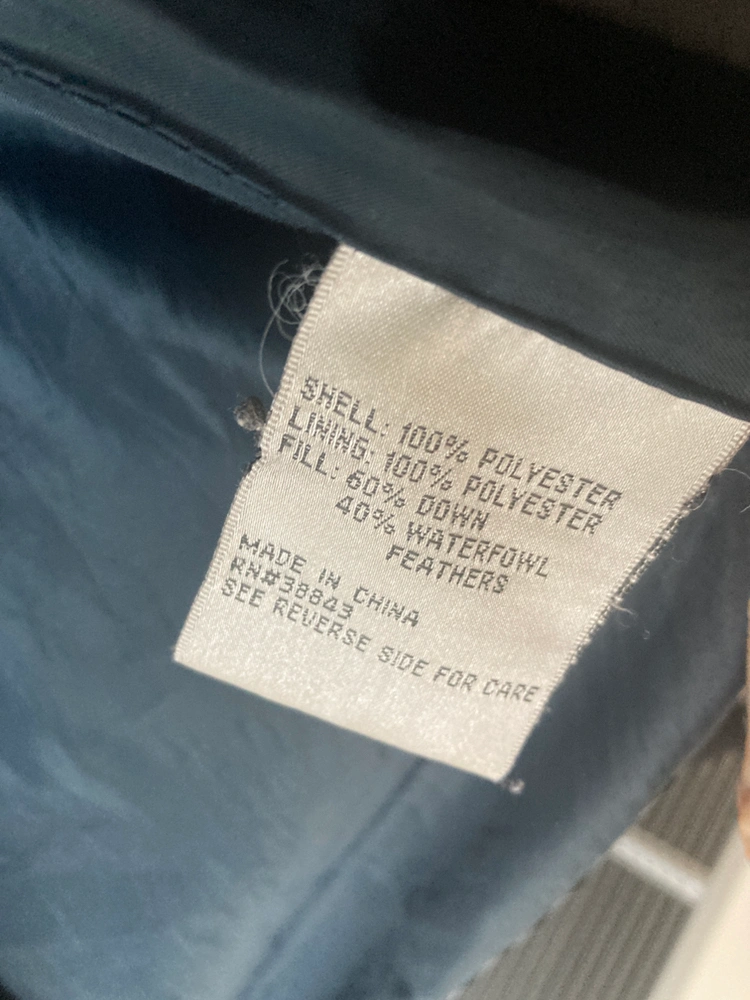 SHELL: 100% POLYESTER
LINING: 100% POLYESTER
FILL: 60% DOWN
40% WATERFOWL
FEATHERS
MADE IN CHINA
RN#38843
SEE REVERSE SIDE FOR CARE